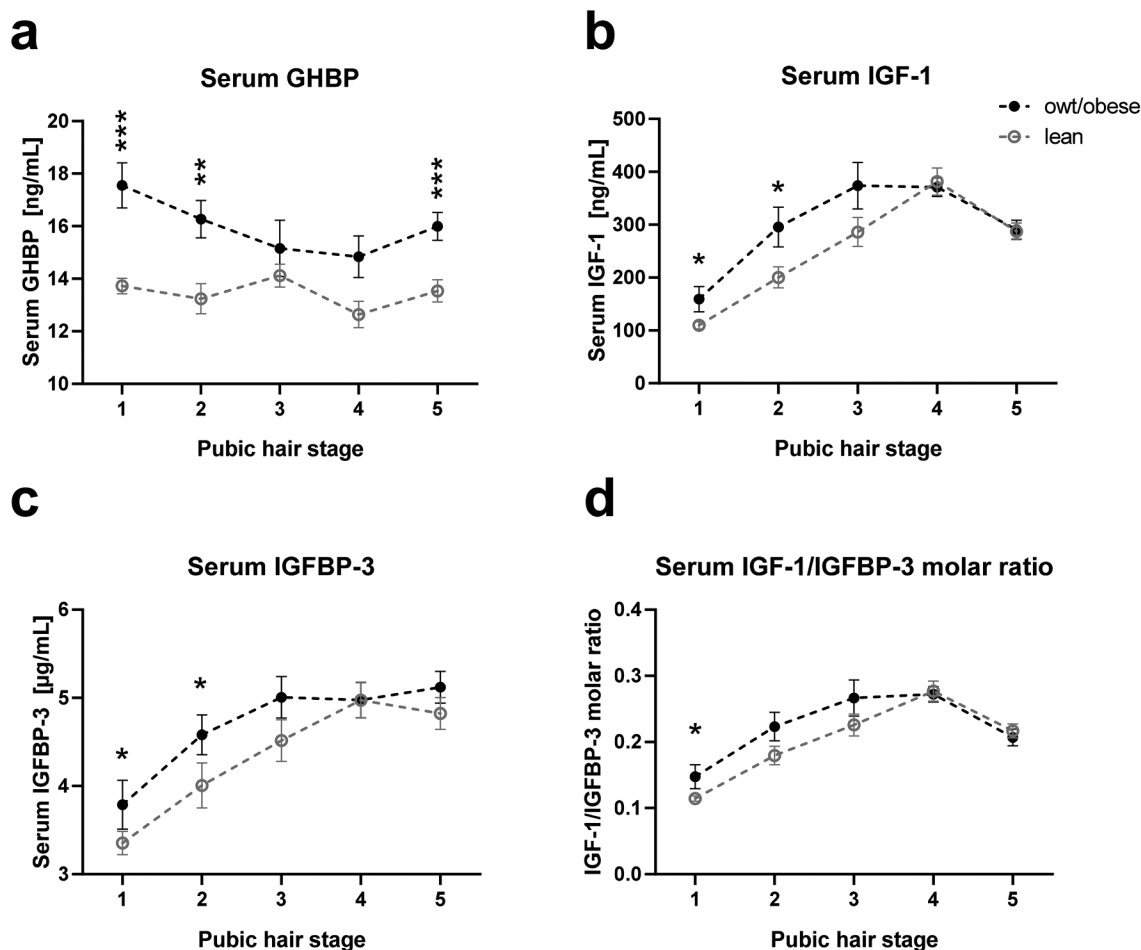 a
Serum GHBP
Serum GHBP [ng/mL]
20
18
16
14
12
10
***
**
***
1 2 3 4 5
Pubic hair stage
b
Serum IGF-1
owt/obese
lean
Serum IGF-1 [ng/mL]
500
400
300
200
100
0
*
*
1 2 3 4 5
Pubic hair stage
c
Serum IGFBP-3
Serum IGFBP-3 [µg/mL]
6
5
4
3
*
*
1 2 3 4 5
Pubic hair stage
d
Serum IGF-1/IGFBP-3 molar ratio
IGF-1/IGFBP-3 molar ratio
0.4
0.3
0.2
0.1
0.0
*
1 2 3 4 5
Pubic hair stage